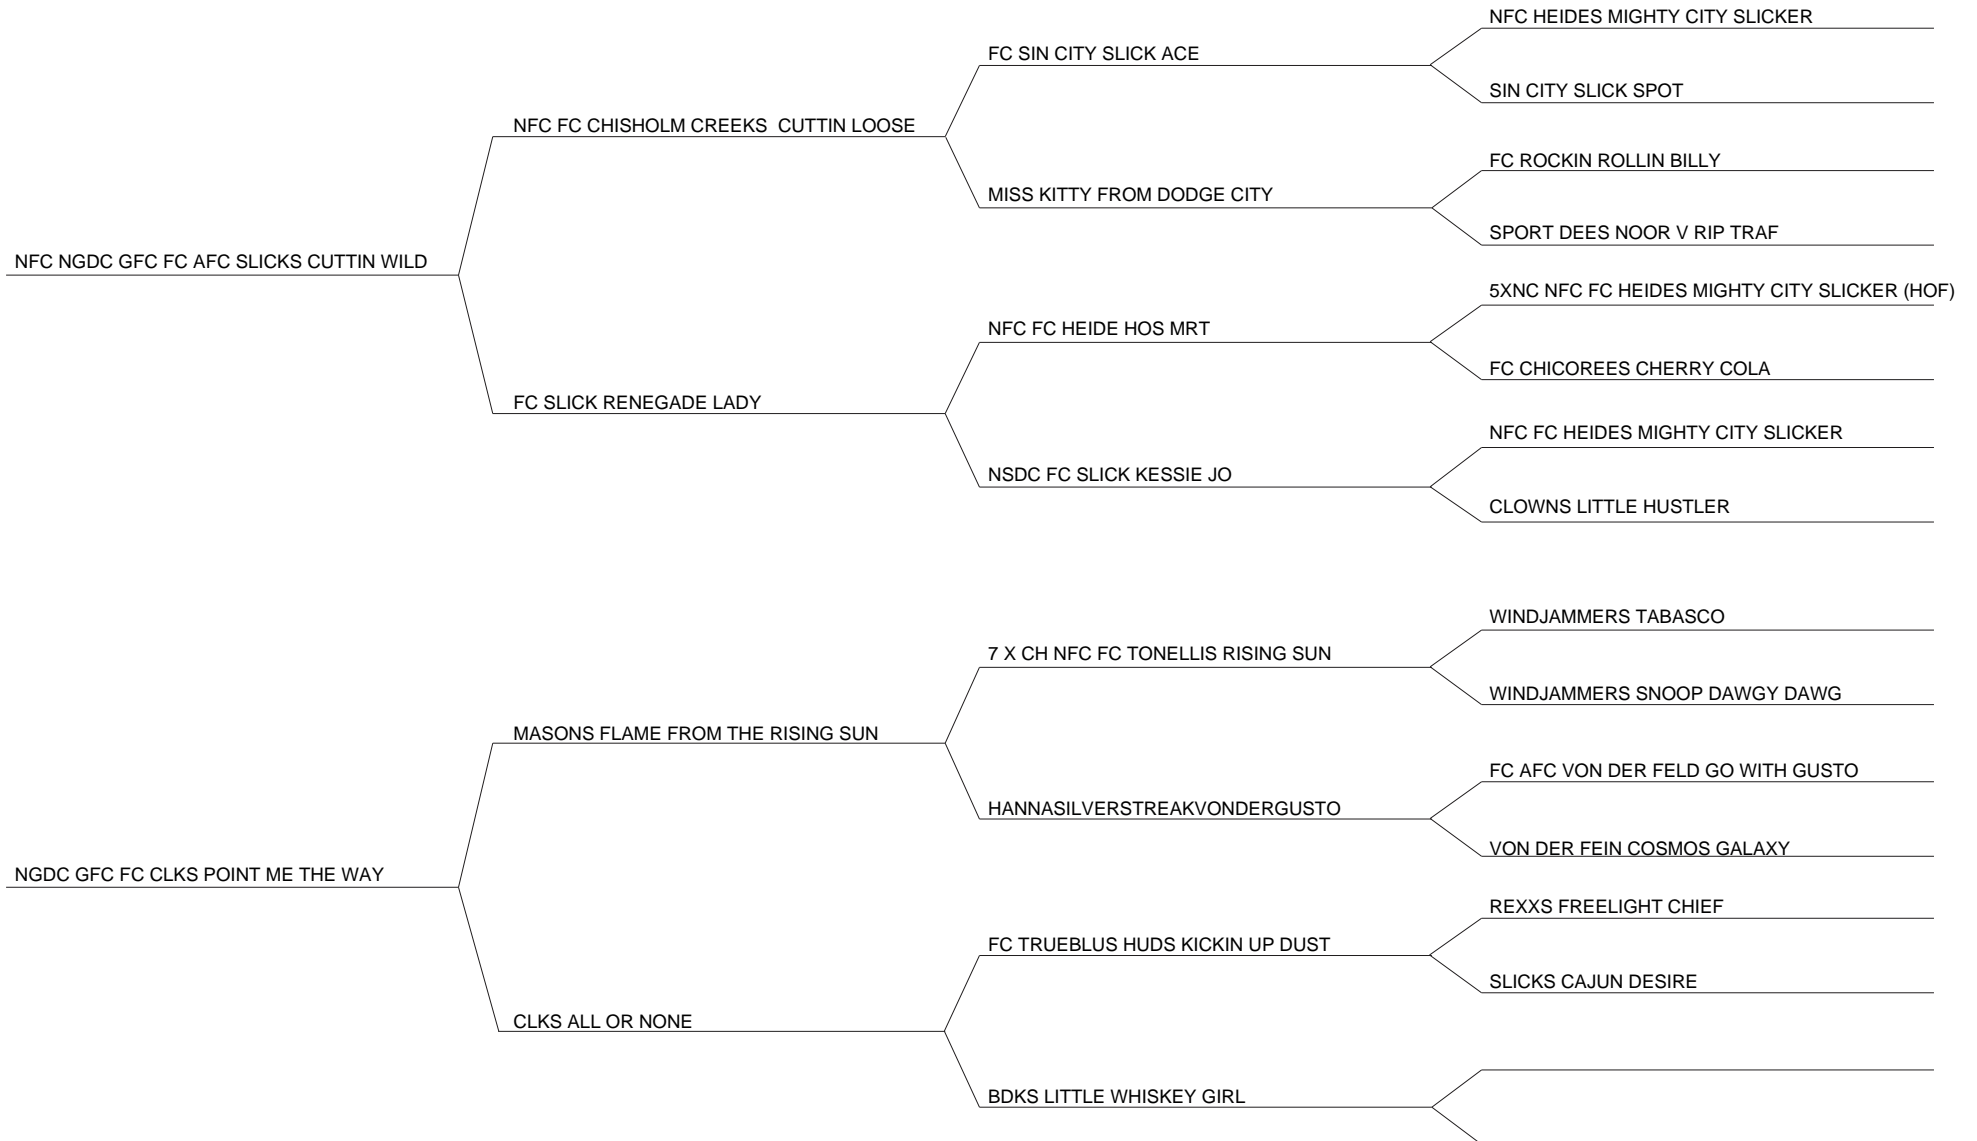 NFC HEIDES MIGHTY CITY SLICKER
FC SIN CITY SLICK ACE
SIN CITY SLICK SPOT
NFC FC CHISHOLM CREEKS  CUTTIN LOOSE
FC ROCKIN ROLLIN BILLY
MISS KITTY FROM DODGE CITY
SPORT DEES NOOR V RIP TRAF
NFC NGDC GFC FC AFC SLICKS CUTTIN WILD
5XNC NFC FC HEIDES MIGHTY CITY SLICKER (HOF)
NFC FC HEIDE HOS MRT
FC CHICOREES CHERRY COLA
FC SLICK RENEGADE LADY
NFC FC HEIDES MIGHTY CITY SLICKER
NSDC FC SLICK KESSIE JO
CLOWNS LITTLE HUSTLER
WINDJAMMERS TABASCO
7 X CH NFC FC TONELLIS RISING SUN
WINDJAMMERS SNOOP DAWGY DAWG
MASONS FLAME FROM THE RISING SUN
FC AFC VON DER FELD GO WITH GUSTO
HANNASILVERSTREAKVONDERGUSTO
VON DER FEIN COSMOS GALAXY
NGDC GFC FC CLKS POINT ME THE WAY
REXXS FREELIGHT CHIEF
FC TRUEBLUS HUDS KICKIN UP DUST
SLICKS CAJUN DESIRE
CLKS ALL OR NONE
BDKS LITTLE WHISKEY GIRL